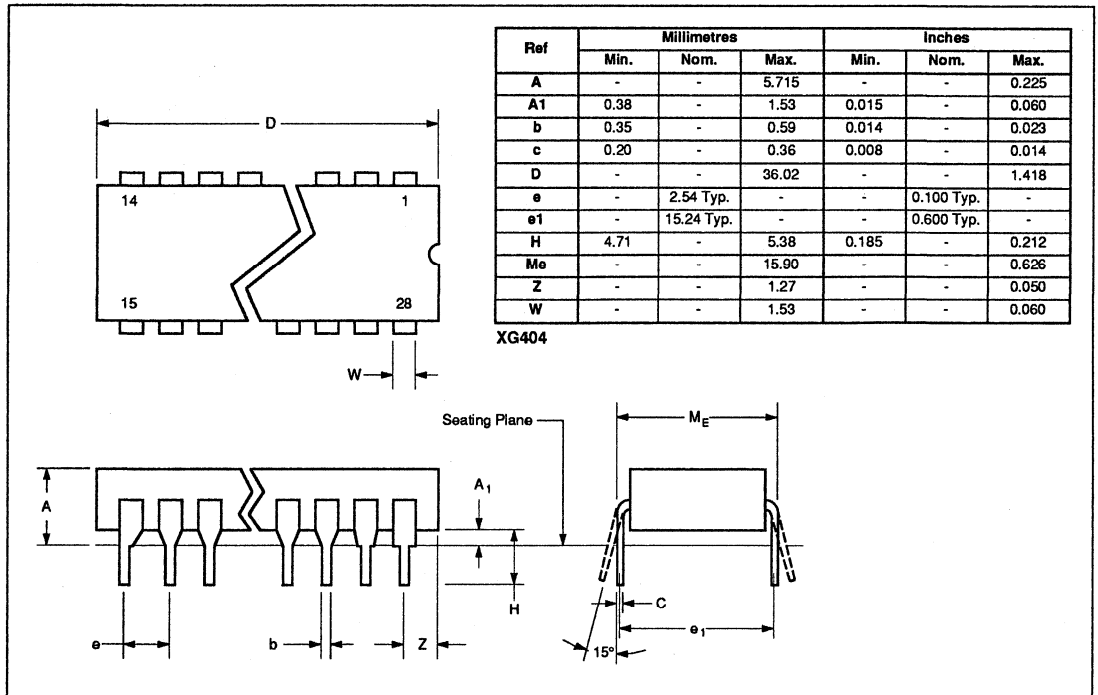 Ref Millimetres Inches
Min. Nom. Max. Min. Nom. Max.
A - - 5.715 - - 0.225
A1 0.38 - 1.53 0.015 - 0.060
b 0.35 - 0.59 0.014 - 0.023
c 0.20 - 0.36 0.008 - 0.014
D - - 36.02 - - 1.418
e - 2.54 Typ. - - 0.100 Typ. -
e1 - 15.24 Typ. - - 0.600 Typ. -
H 4.71 - 5.38 0.185 - 0.212
Me - - 15.90 - - 0.626
Z - - 1.27 - - 0.050
W - - 1.53 - - 0.060
XG404
D
14 1
15 28
W
Seating Plane
M_E
A
A_1
H
e
b
Z
C
e_1
15°